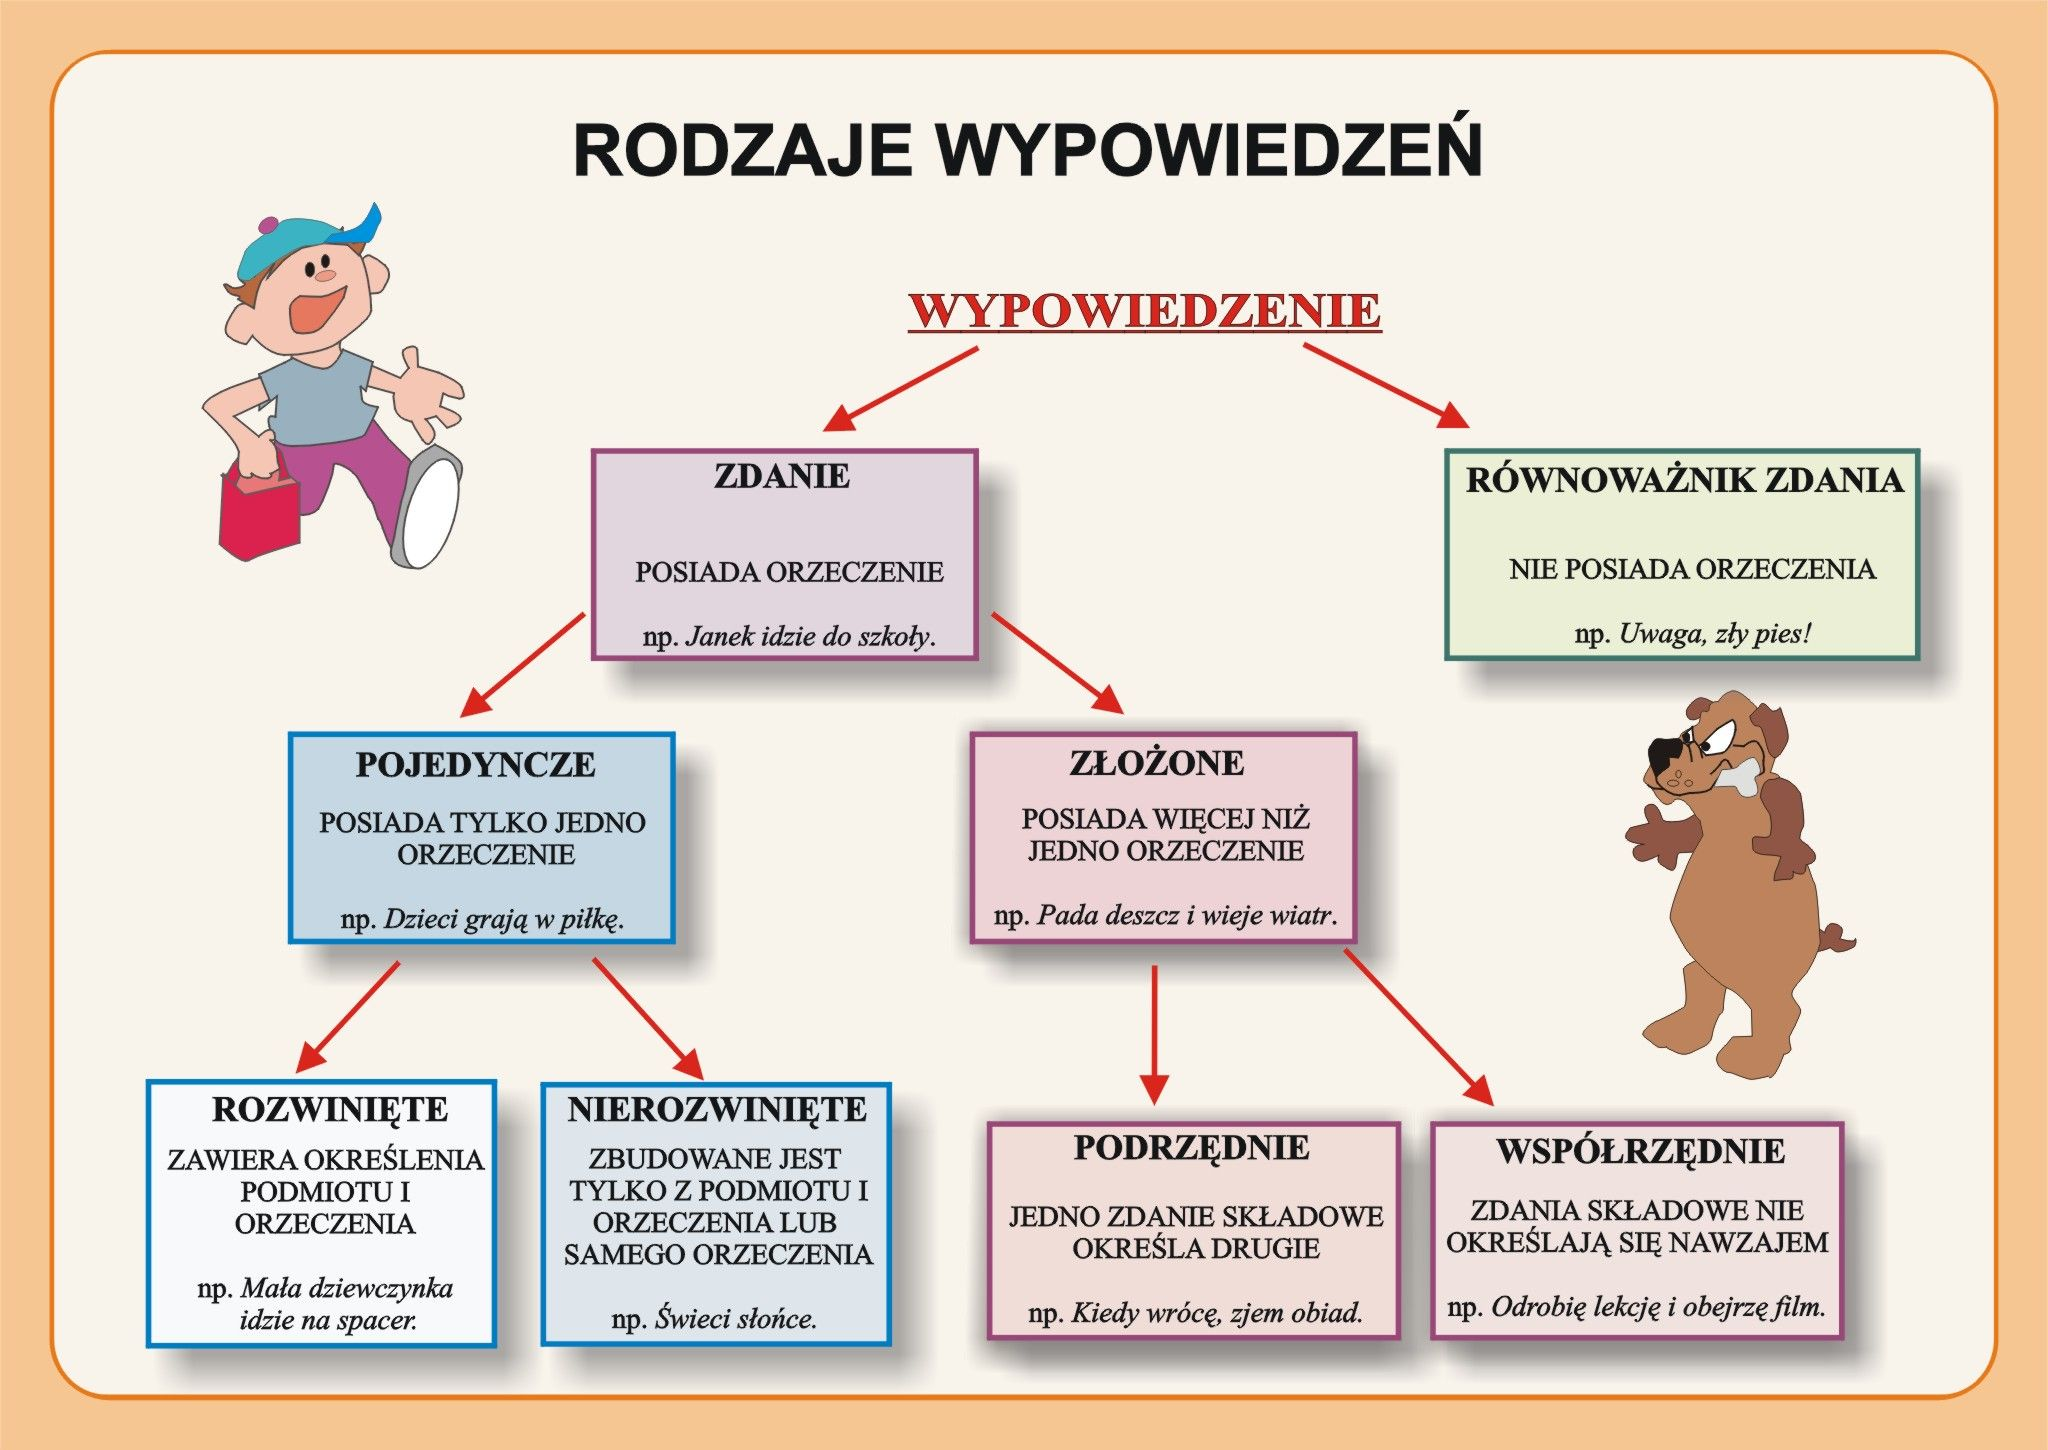 RODZAJE WYPOWIEDZEŃ
WYPOWIEDZENIE
ZDANIE
POSIADA ORZECZENIE
np. Janek idzie do szkoły.
RÓWNOWAŻNIK ZDANIA
NIE POSIADA ORZECZENIA
np. Uwaga, zły pies!
POJEDYNCZE
POSIADA TYLKO JEDNO
ORZECZENIE
np. Dzieci grają w piłkę.
ZŁOŻONE
POSIADA WIĘCEJ NIŻ
JEDNO ORZECZENIE
np. Pada deszcz i wieje wiatr.
ROZWINIĘTE
ZAWIERA OKREŚLENIA
PODMIOTU I
ORZECZENIA
np. Mała dziewczynka
idzie na spacer.
NIEROZWINIĘTE
ZBUDOWANE JEST
TYLKO Z PODMIOTU I
ORZECZENIA LUB
SAMEGO ORZECZENIA
np. Świeci słońce.
PODRZĘDNIE
JEDNO ZDANIE SKŁADOWE
OKREŚLA DRUGIE
np. Kiedy wrócę, zjem obiad.
WSPÓŁRZĘDNIE
ZDANIA SKŁADOWE NIE
OKREŚLAJĄ SIĘ NAWZAJEM
np. Odrobię lekcję i obejrzę film.